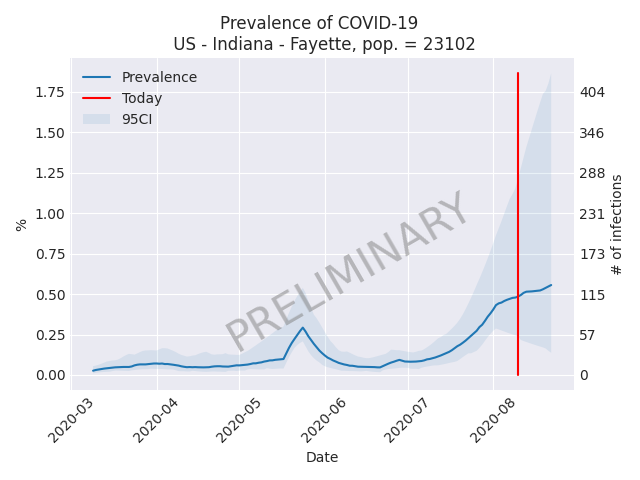 Prevalence of COVID-19
US - Indiana - Fayette, pop. = 23102
Prevalence
Today
95CI
1.75
1.50
1.25
1.00
0.75
0.50
0.25
0.00
%
404
346
288
231
173
115
57
0
# of infections
PRELIMINARY
2020-03
2020-04
2020-05
2020-06
2020-07
2020-08
Date